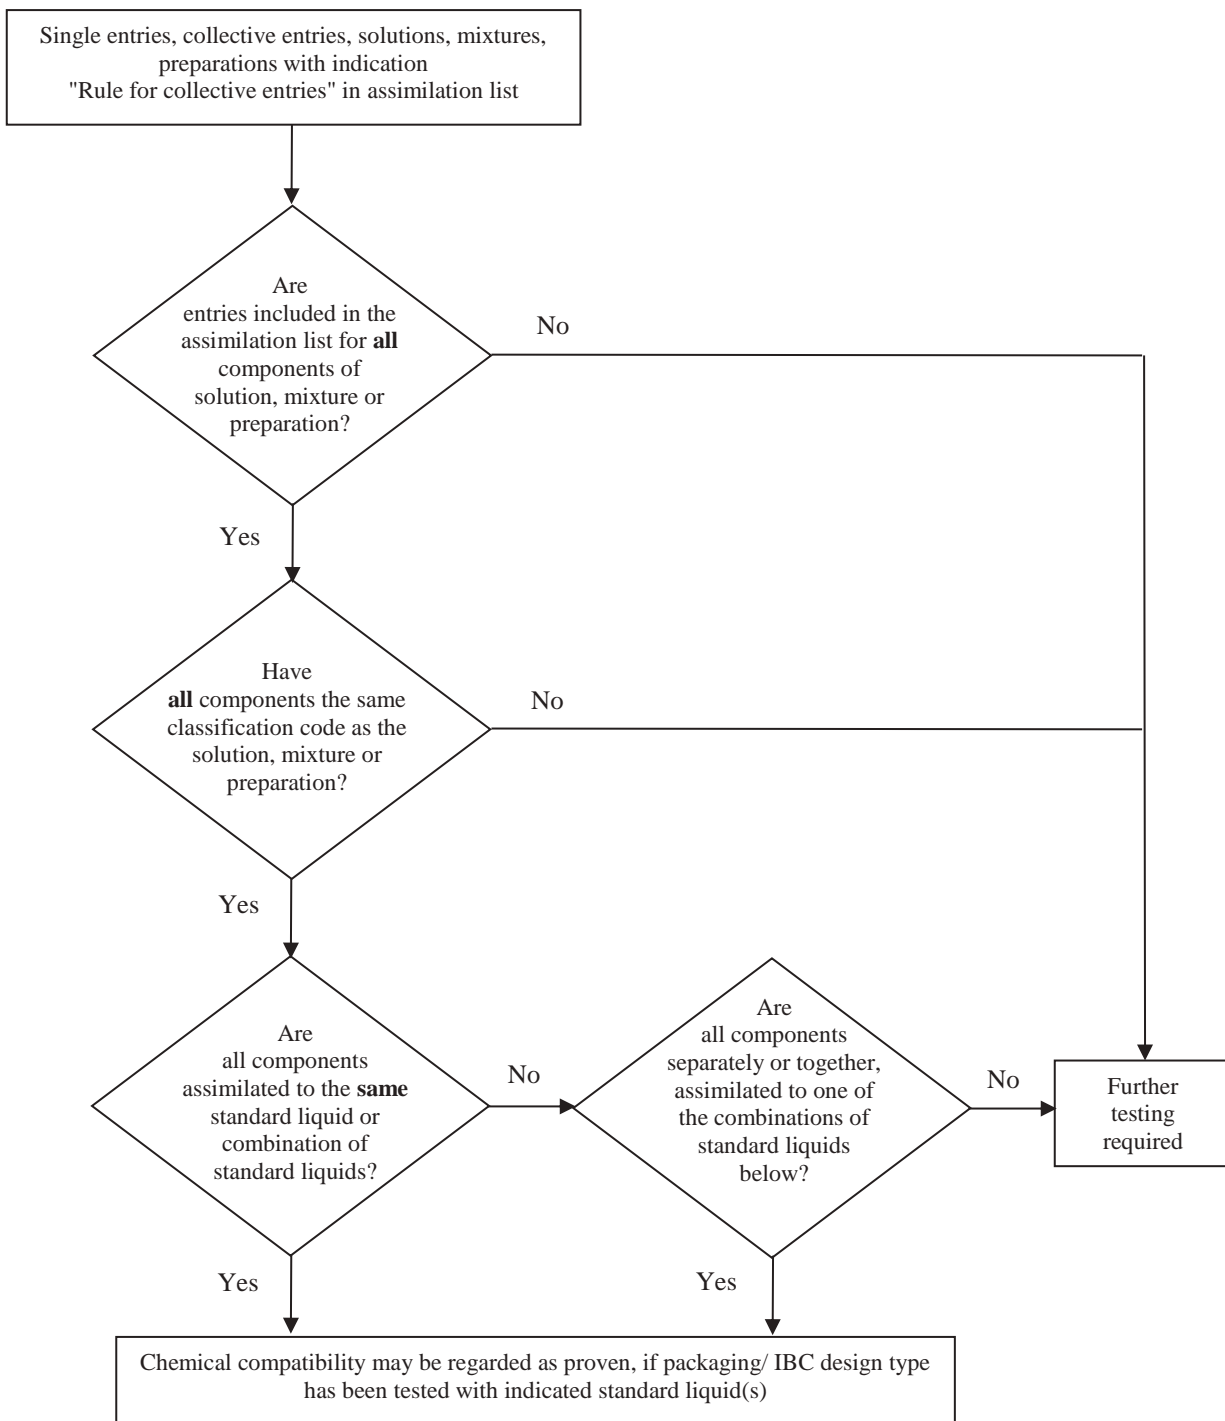 Single entries, collective entries, solutions, mixtures,
preparations with indication
"Rule for collective entries" in assimilation list
Are
entries included in the
assimilation list for all
components of
solution, mixture or
preparation?
No
Yes
Have
all components the same
classification code as the
solution, mixture or
preparation?
No
Yes
Are
all components
assimilated to the same
standard liquid or
combination of
standard liquids?
No
Are
all components
separately or together,
assimilated to one of
the combinations of
standard liquids
below?
No
Further
testing
required
Yes
Yes
Chemical compatibility may be regarded as proven, if packaging/ IBC design type
has been tested with indicated standard liquid(s)